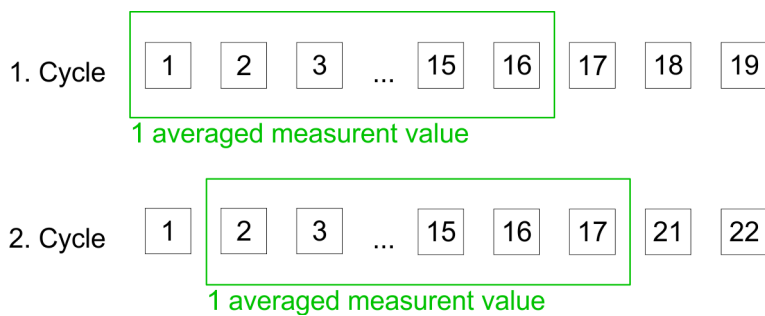 1. Cycle 1 2 3 ... 15 16 17 18 19
1 averaged measurent value
2. Cycle 1 2 3 ... 15 16 17 21 22
1 averaged measurent value